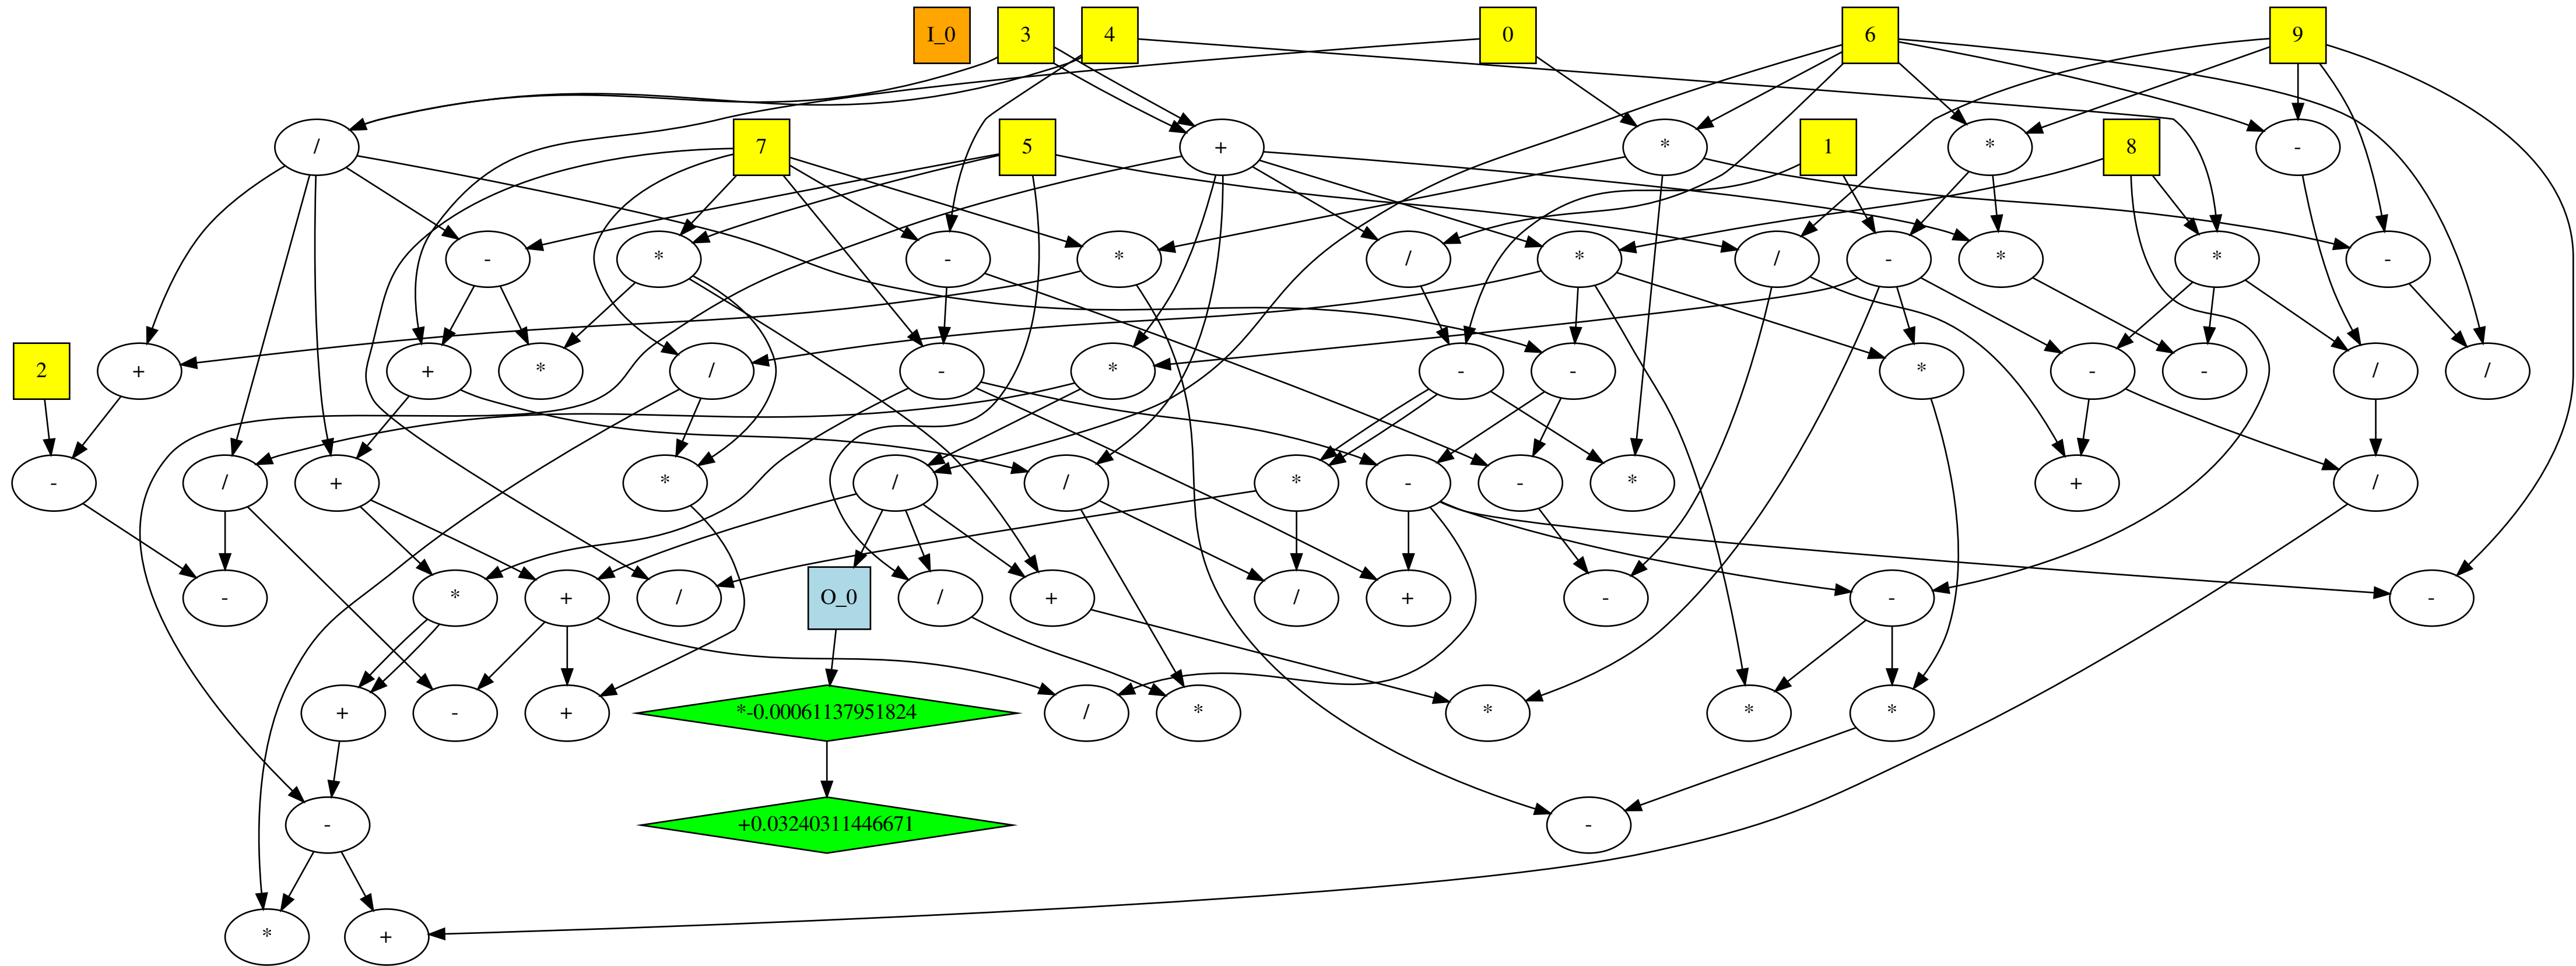 I_0 3 4 0 6 9
/ 7 5 + * 1 * 8 -
- * - * / * / - * * -
2 + + * / - * - - * - - / /
- / + * / / * - - * + /
- * + / O_0 / + / + - - -
+ - + *-0.00061137951824 / * * * *
- +0.03240311446671 -
* +